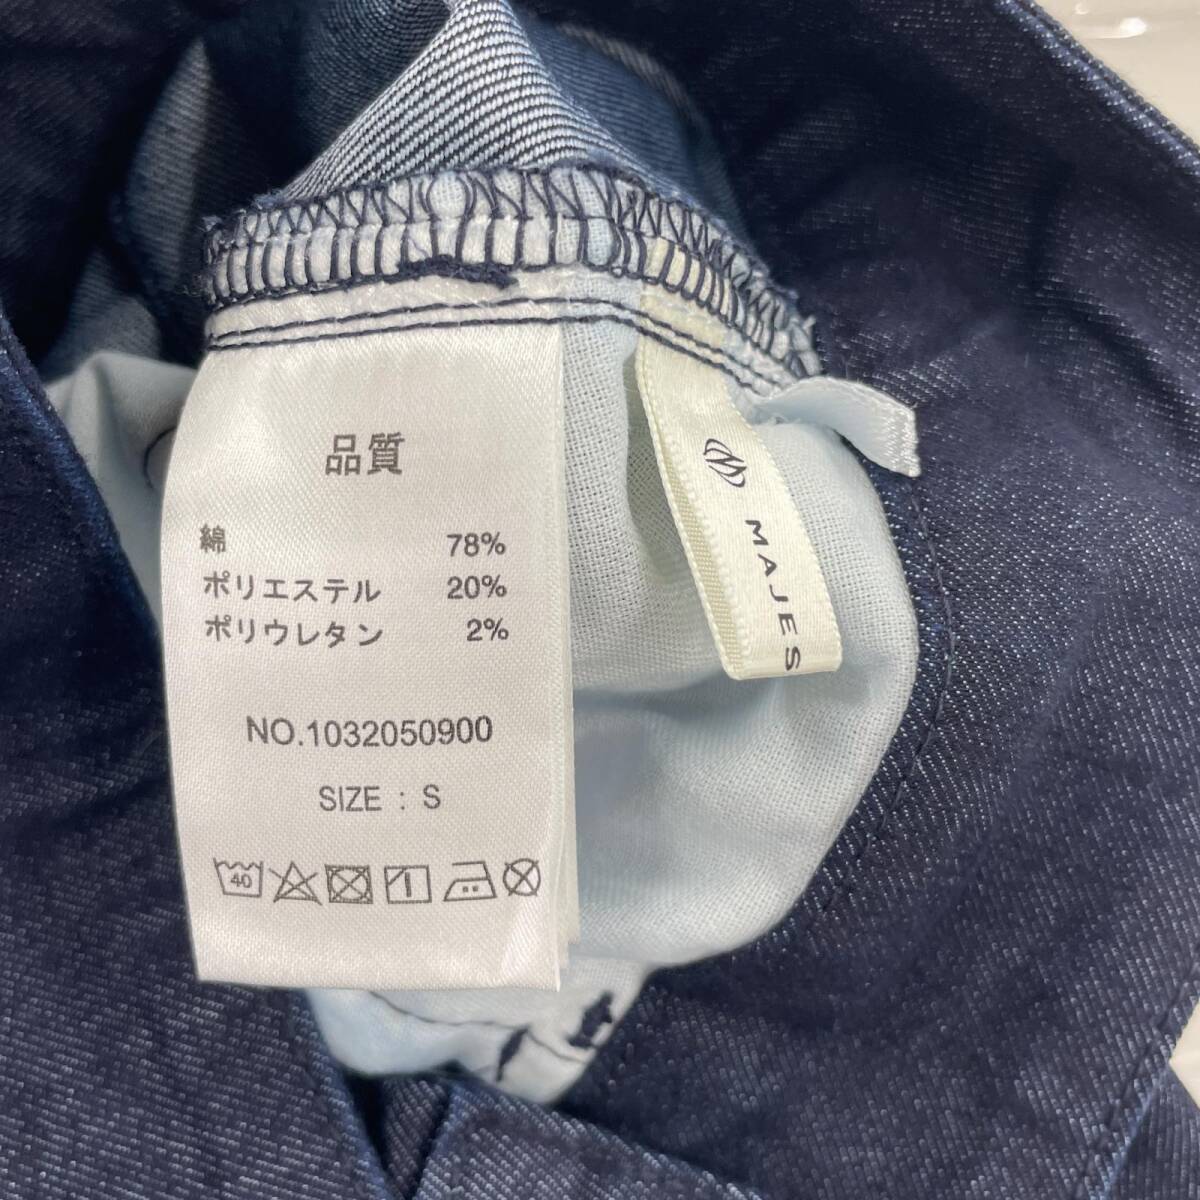 品質
綿 78%
ポリエステル 20%
ポリウレタン 2%
NO.1032050900
SIZE : S
40
MAJES